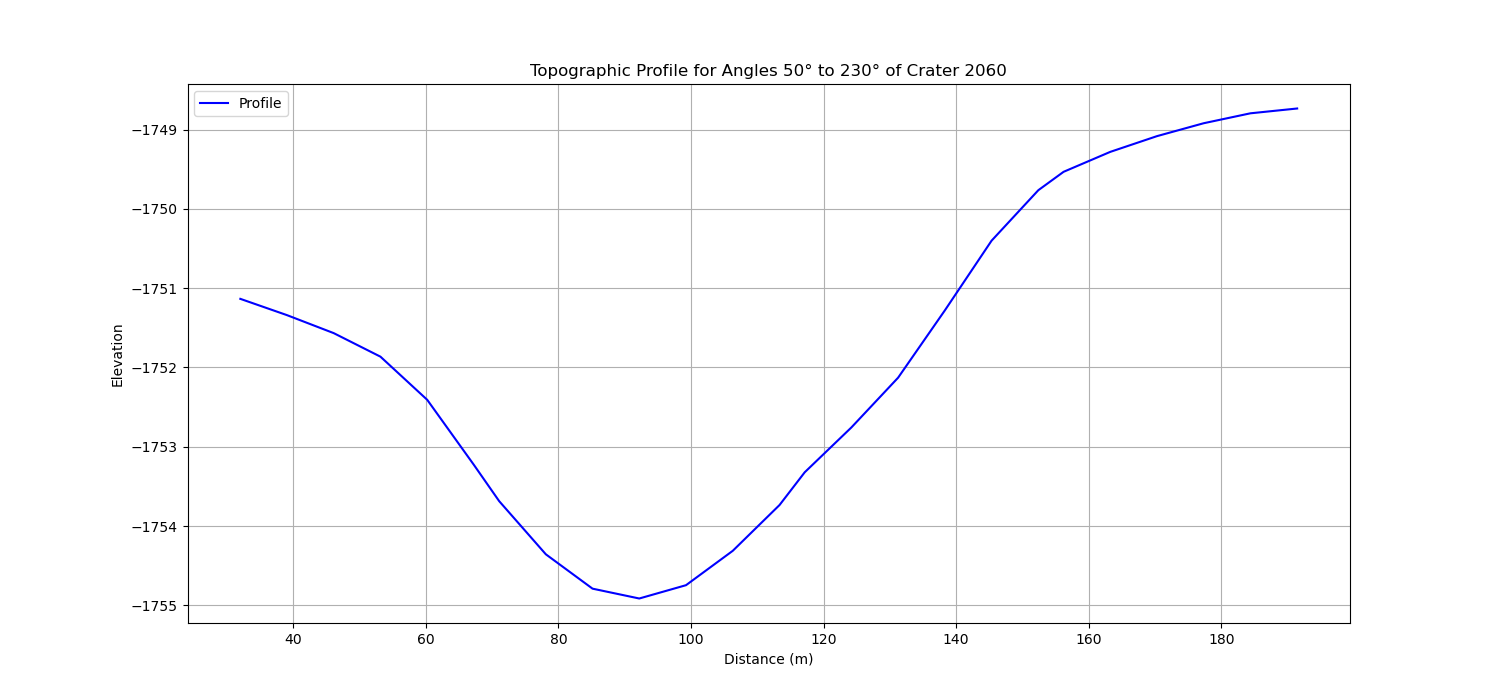 Topographic Profile for Angles 50° to 230° of Crater 2060
Profile
−1749
−1750
−1751
−1752
−1753
−1754
−1755
Elevation
40 60 80 100 120 140 160 180
Distance (m)